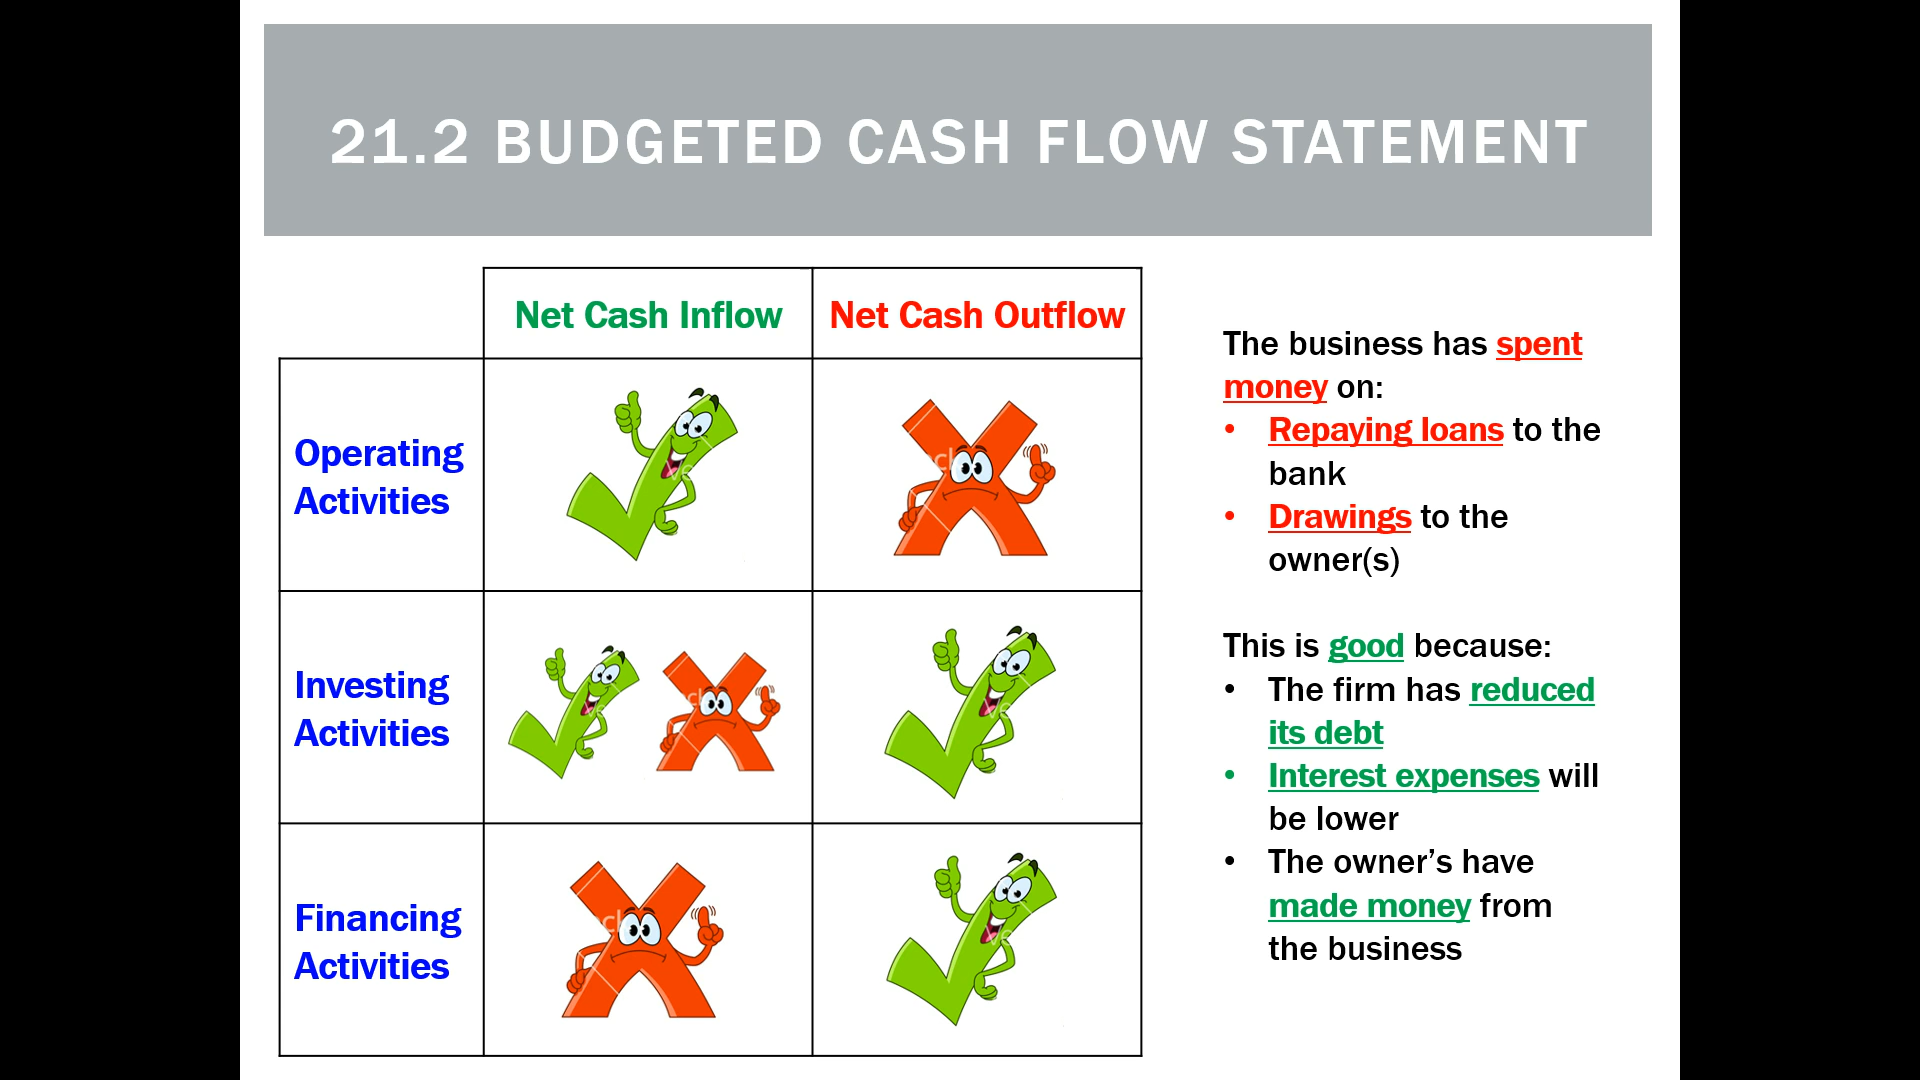 21.2 BUDGETED CASH FLOW STATEMENT
Net Cash Inflow
Net Cash Outflow
Operating
Activities
Investing
Activities
Financing
Activities
The business has spent
money on:
• Repaying loans to the
bank
• Drawings to the
owner(s)
This is good because:
• The firm has reduced
its debt
• Interest expenses will
be lower
• The owner’s have
made money from
the business